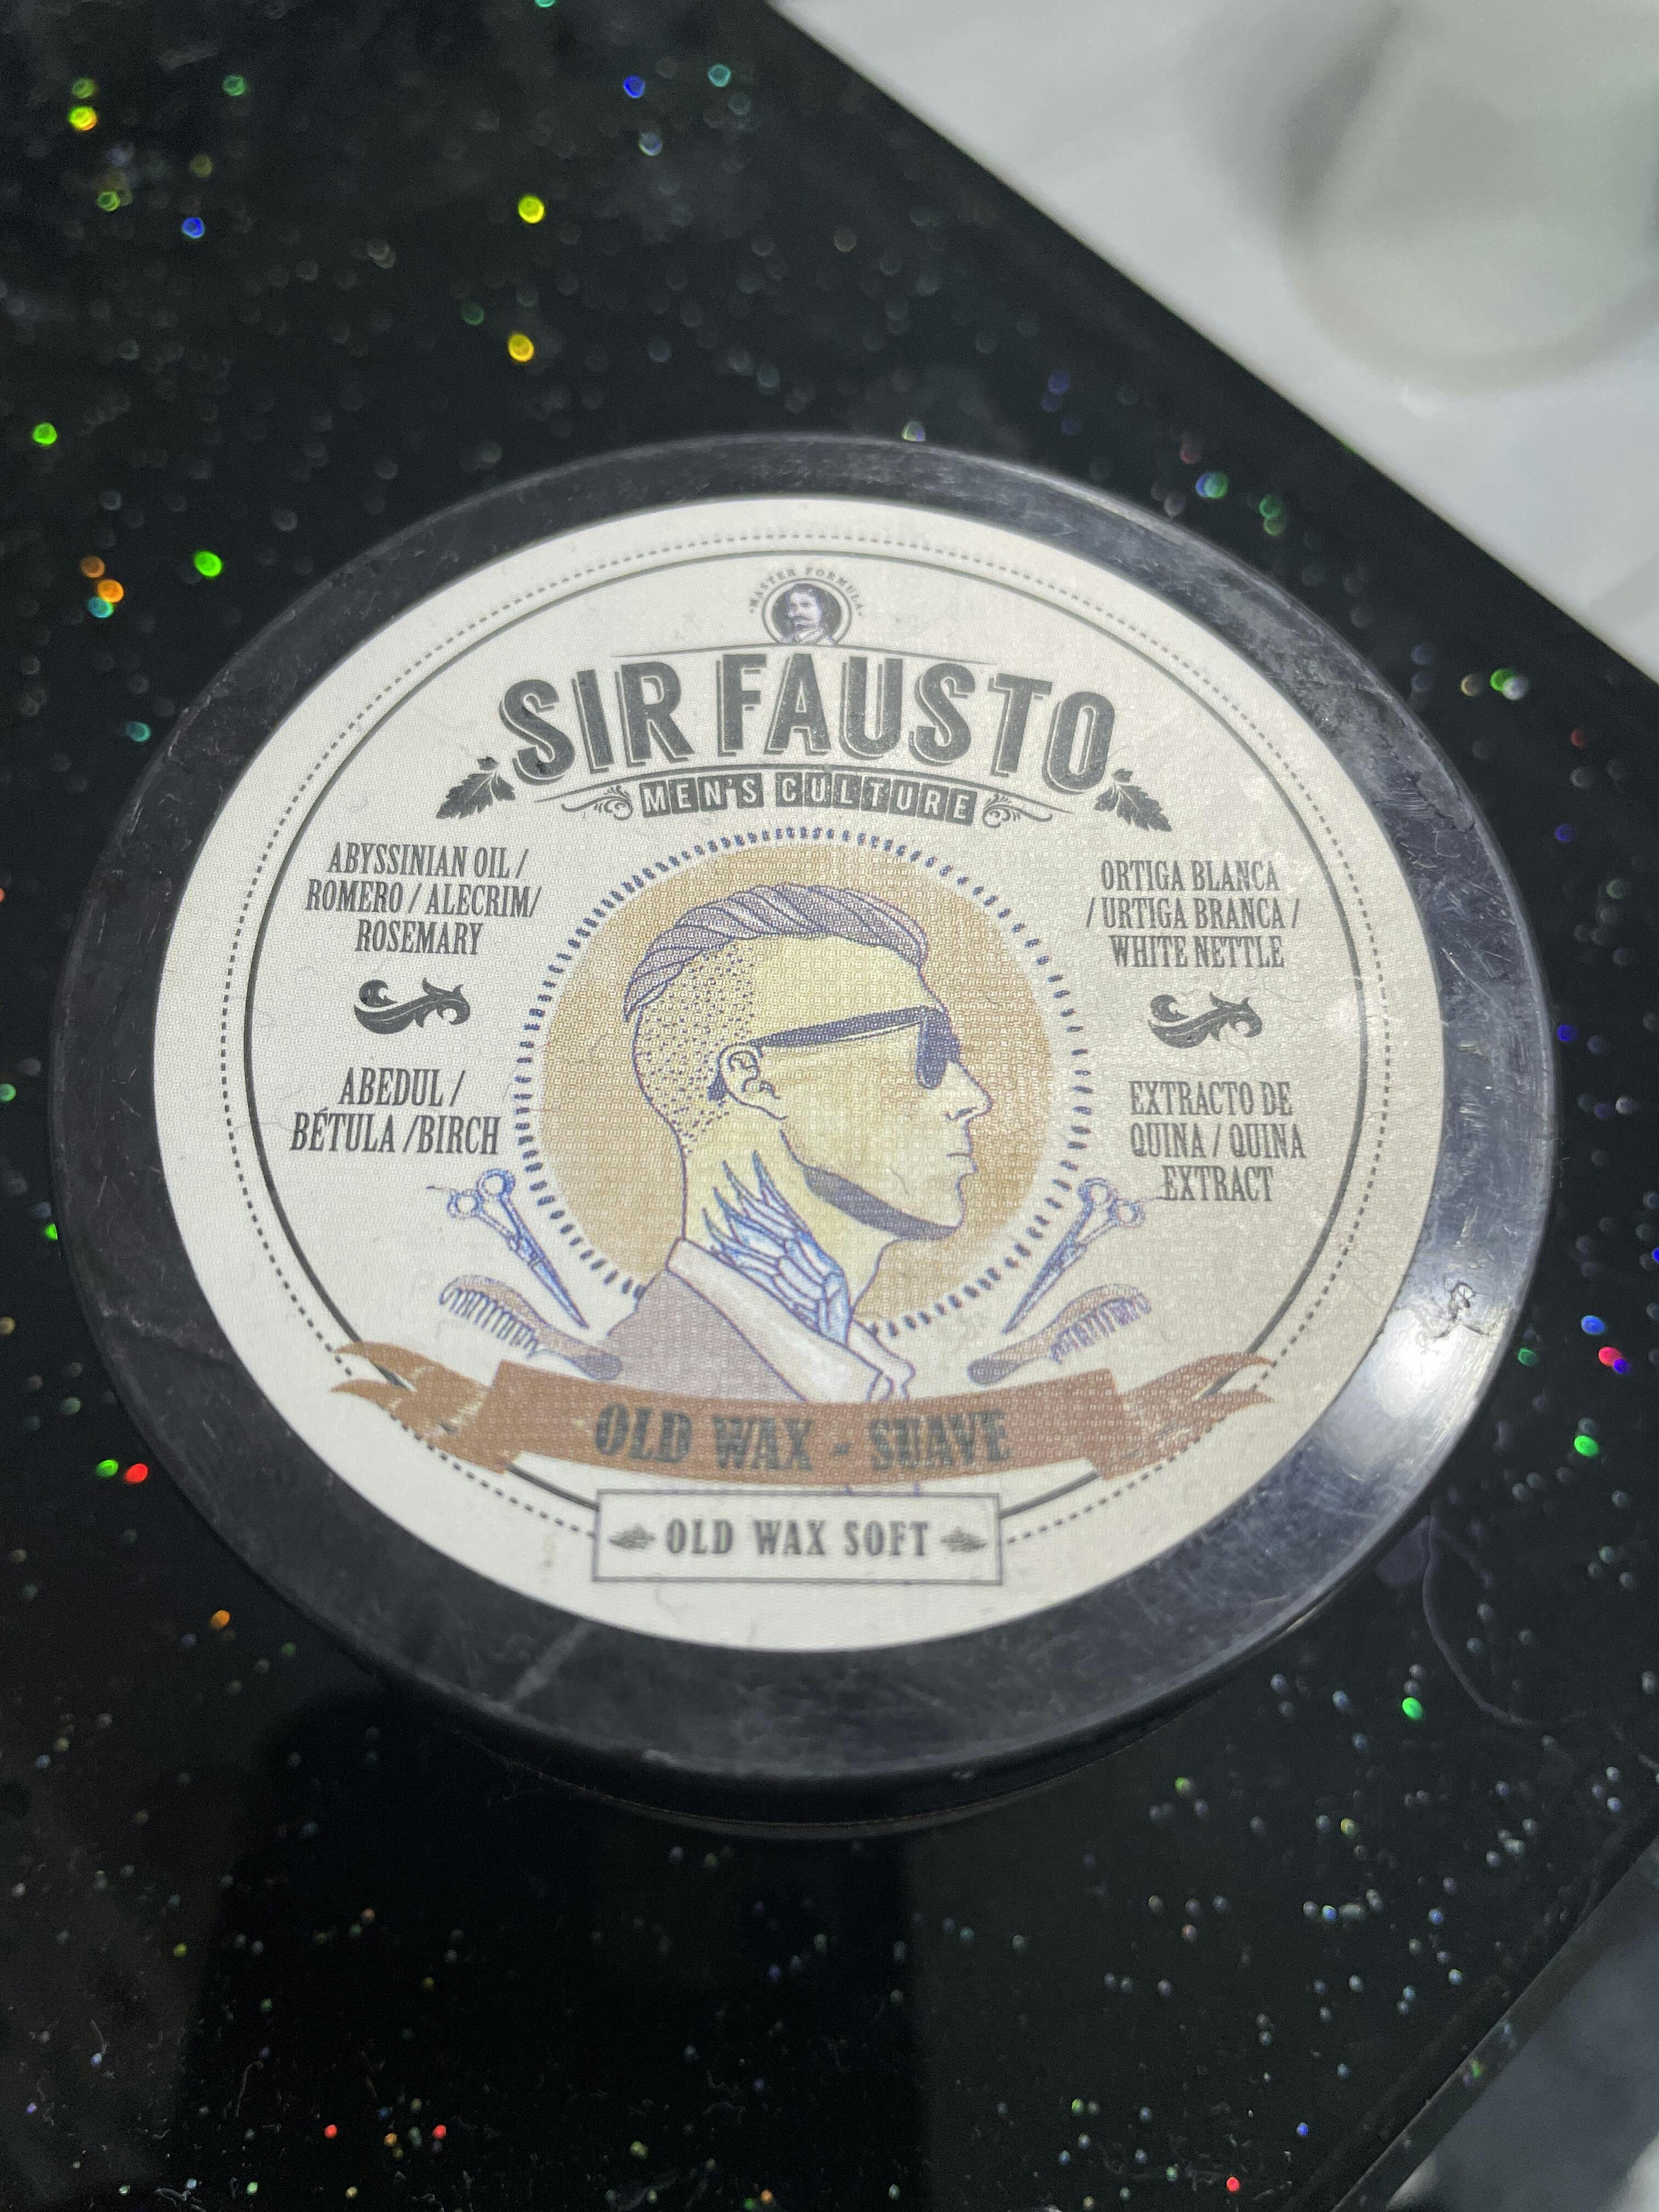 MASTER FORMULA
SIR FAUSTO
MEN'S CULTURE
ABYSSINIAN OIL /
ROMERO / ALECRIM/
ROSEMARY
ABEDUL /
BÉTULA /BIRCH
ORTIGA BLANCA
/ URTIGA BRANCA /
WHITE NETTLE
EXTRACTO DE
QUINA / QUINA
EXTRACT
OLD WAX - SUAVE
OLD WAX SOFT